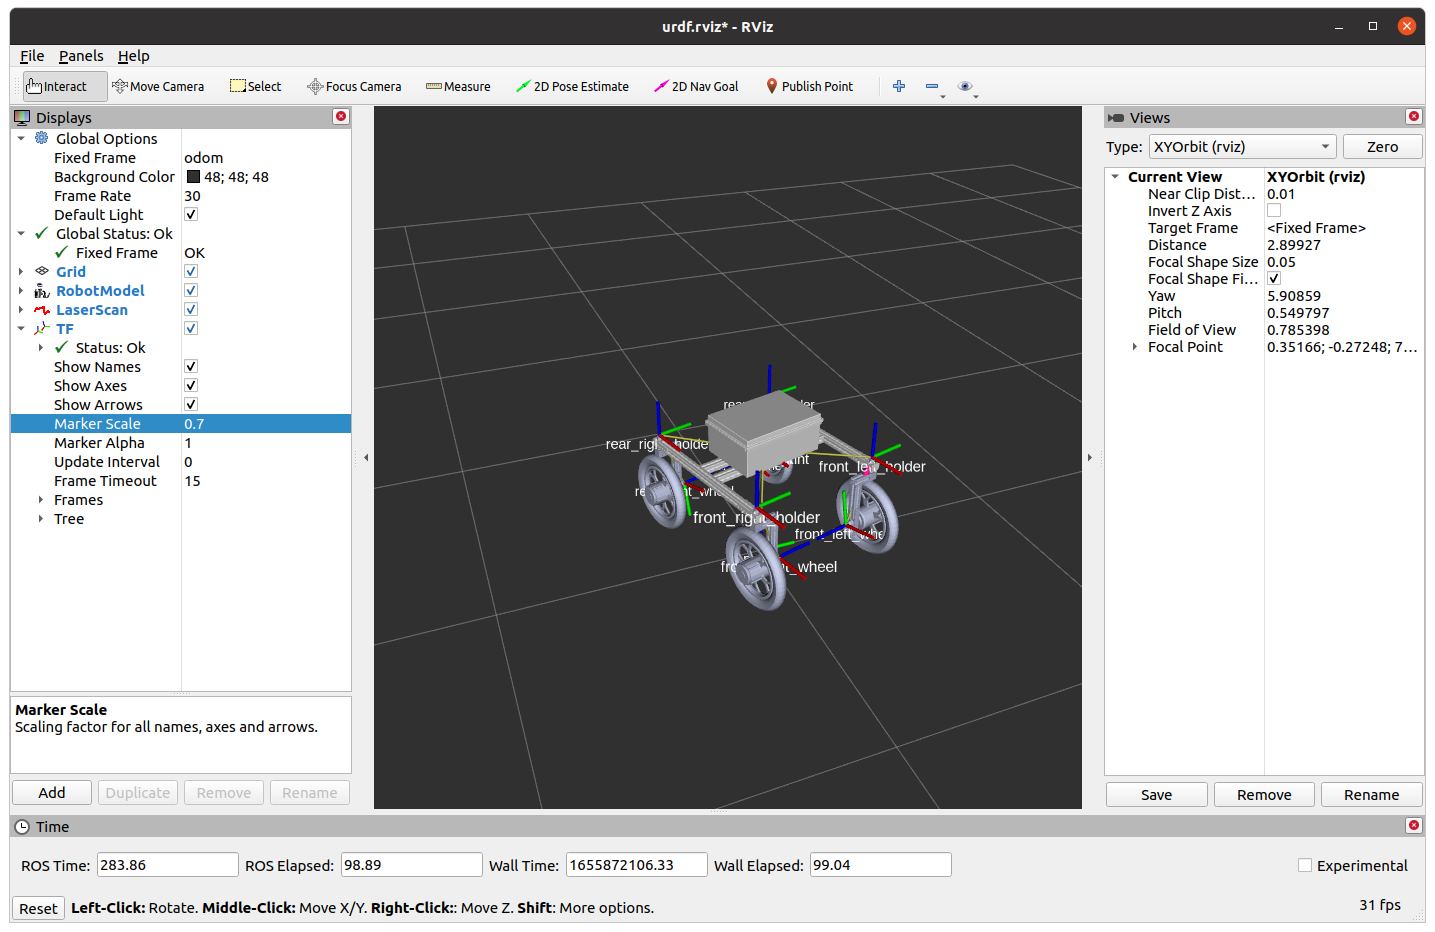 urdf.rviz* - RViz
File Panels Help
Interact Move Camera Select Focus Camera Measure 2D Pose Estimate 2D Nav Goal Publish Point
Displays
Global Options
Fixed Frame odom
Background Color 48; 48; 48
Frame Rate 30
Default Light
Global Status: Ok
Fixed Frame OK
Grid
RobotModel
LaserScan
TF
Status: Ok
Show Names
Show Axes
Show Arrows
Marker Scale 0.7
Marker Alpha 1
Update Interval 0
Frame Timeout 15
Frames
Tree
Marker Scale
Scaling factor for all names, axes and arrows.
Add Duplicate Remove Rename
front_left_holder
front_right_holder
Views
Type: XYOrbit (rviz) Zero
Current View XYOrbit (rviz)
Near Clip Dist... 0.01
Invert Z Axis
Target Frame <Fixed Frame>
Distance 2.89927
Focal Shape Size 0.05
Focal Shape Fi...
Yaw 5.90859
Pitch 0.549797
Field of View 0.785398
Focal Point 0.35166; -0.27248; 7...
Save Remove Rename
Time
ROS Time: 283.86 ROS Elapsed: 98.89 Wall Time: 1655872106.33 Wall Elapsed: 99.04 Experimental
Reset Left-Click: Rotate. Middle-Click: Move X/Y. Right-Click:: Move Z. Shift: More options. 31 fps